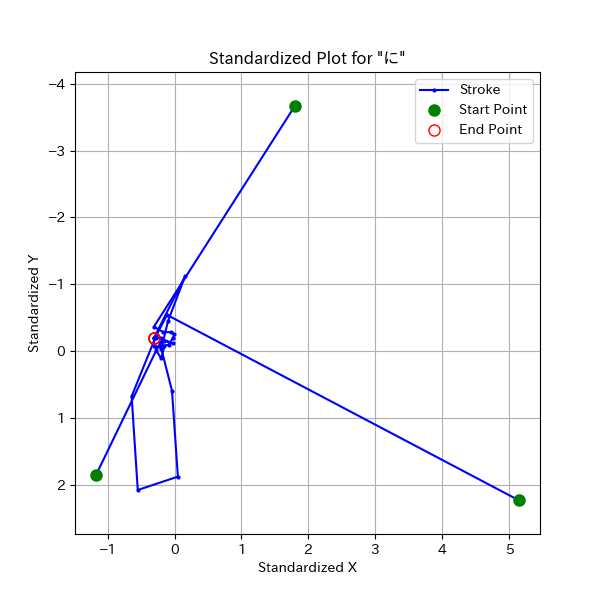 Standardized Plot for "に"
Stroke
Start Point
End Point
−4
−3
−2
−1
0
1
2
Standardized Y
−1 0 1 2 3 4 5
Standardized X